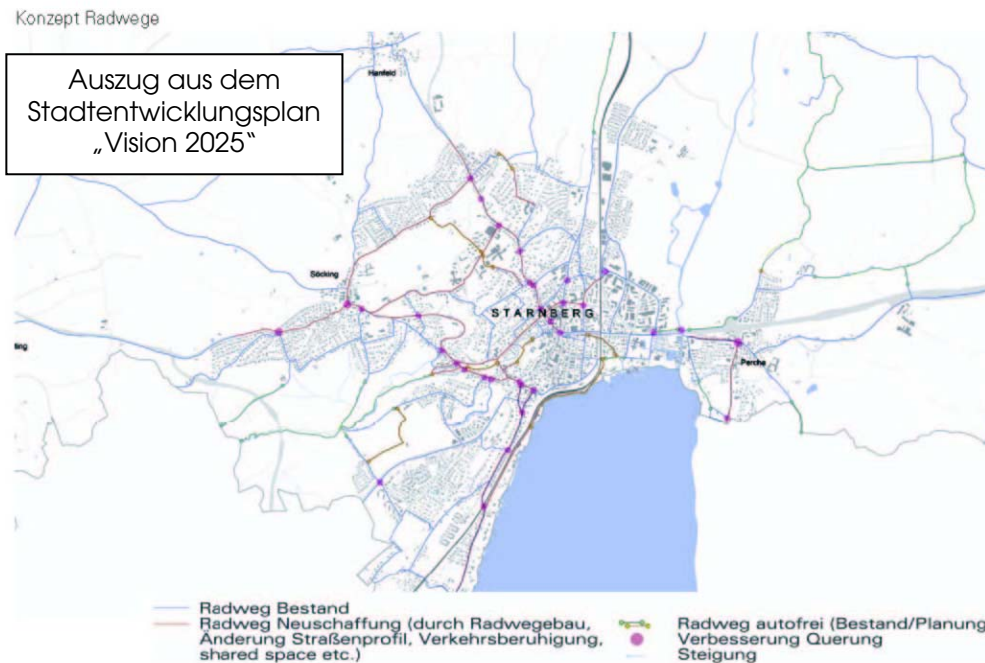 Konzept Radwege
Auszug aus dem
Stadtentwicklungsplan
„Vision 2025“
Hanfeld
Söcking
STARNBERG
ting
Percha
Radweg Bestand
Radweg Neuschaffung (durch Radwegebau,
Änderung Straßenprofil, Verkehrsberuhigung,
shared space etc.)
Radweg autofrei (Bestand/Planung
Verbesserung Querung
Steigung